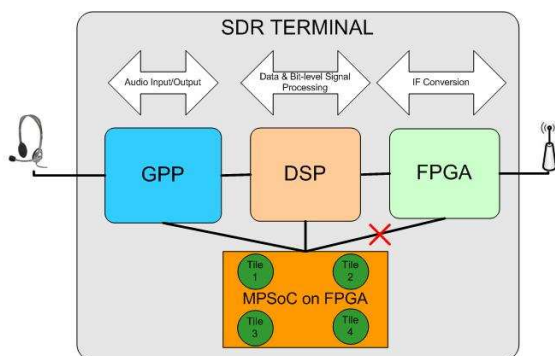 SDR TERMINAL
Audio Input/Output
Data & Bit-level Signal
Processing
IF Conversion
GPP
DSP
FPGA
Tile
1
Tile
2
MPSoC on FPGA
Tile
3
Tile
4